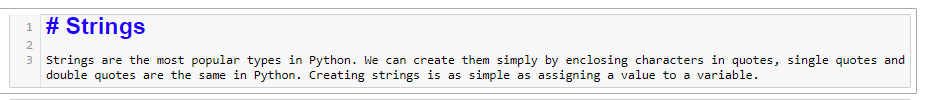 1 # Strings
2
3 Strings are the most popular types in Python. We can create them simply by enclosing characters in quotes, single quotes and
double quotes are the same in Python. Creating strings is as simple as assigning a value to a variable.